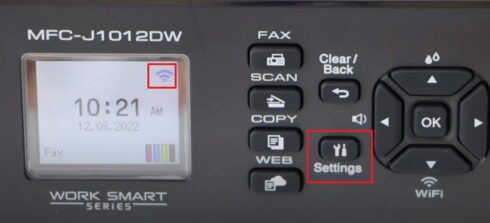 MFC-J1012DW
10:21 AM
12.08.2022
Fax
WORK SMART
SERIES
FAX
SCAN
COPY
WEB
Clear/
Back
Settings
OK
WiFi